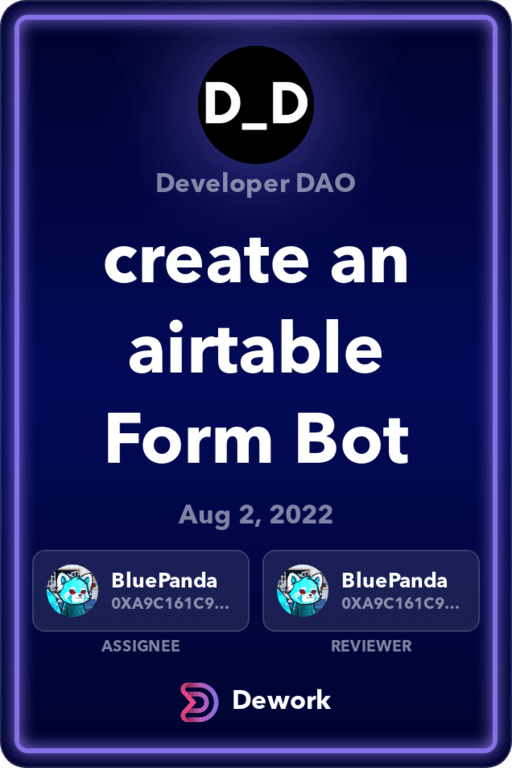 D_D
Developer DAO
create an
airtable
Form Bot
Aug 2, 2022
BluePanda
0XA9C161C9...
ASSIGNEE
BluePanda
0XA9C161C9...
REVIEWER
Dework